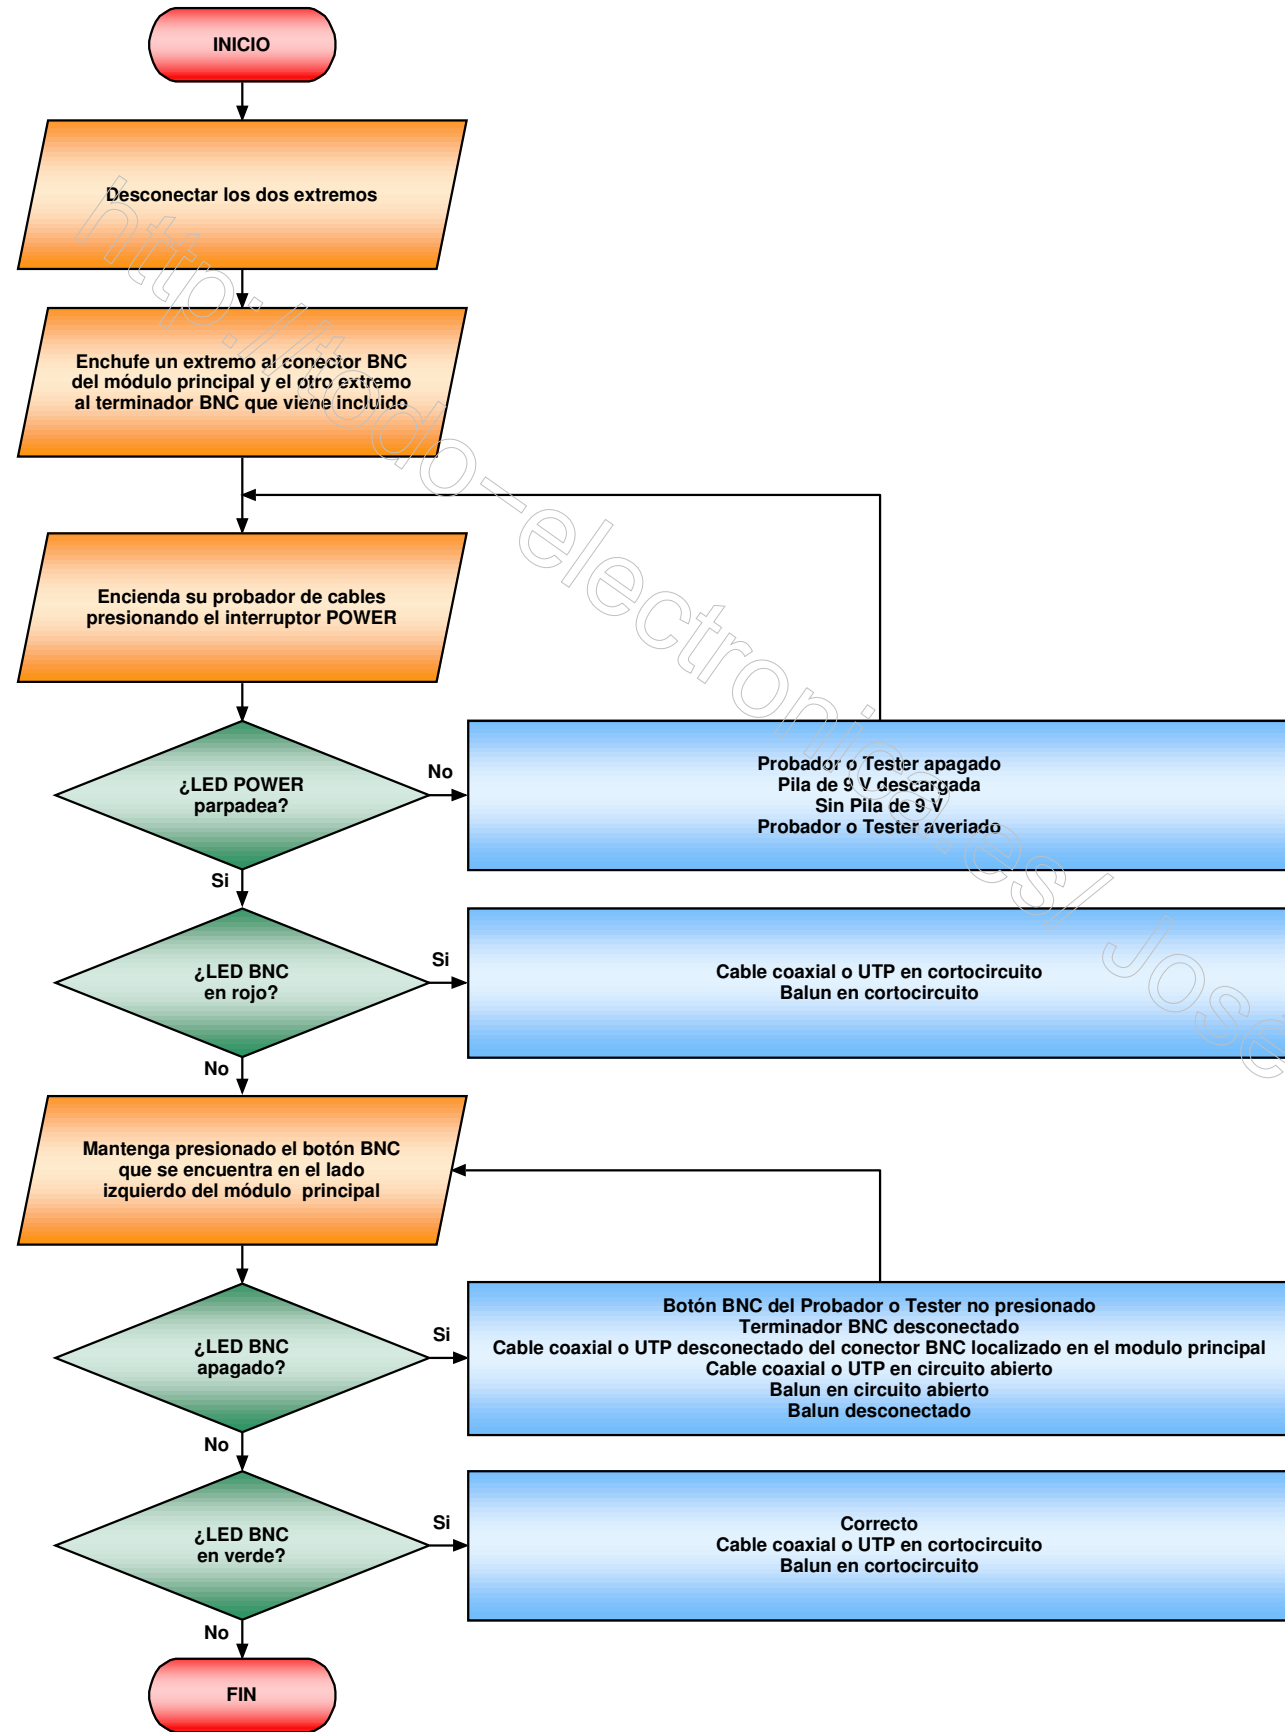 INICIO
Desconectar los dos extremos
Enchufe un extremo al conector BNC
del módulo principal y el otro extremo
al terminador BNC que viene incluido
Encienda su probador de cables
presionando el interruptor POWER
¿LED POWER
parpadea?
No
Probador o Tester apagado
Pila de 9 V descargada
Sin Pila de 9 V
Probador o Tester averiado
Si
¿LED BNC
en rojo?
Si
Cable coaxial o UTP en cortocircuito
Balun en cortocircuito
No
Mantenga presionado el botón BNC
que se encuentra en el lado
izquierdo del módulo principal
¿LED BNC
apagado?
Si
Botón BNC del Probador o Tester no presionado
Terminador BNC desconectado
Cable coaxial o UTP desconectado del conector BNC localizado en el modulo principal
Cable coaxial o UTP en circuito abierto
Balun en circuito abierto
Balun desconectado
No
¿LED BNC
en verde?
Si
Correcto
Cable coaxial o UTP en cortocircuito
Balun en cortocircuito
No
FIN
http://todo-electronica.es/ Jose